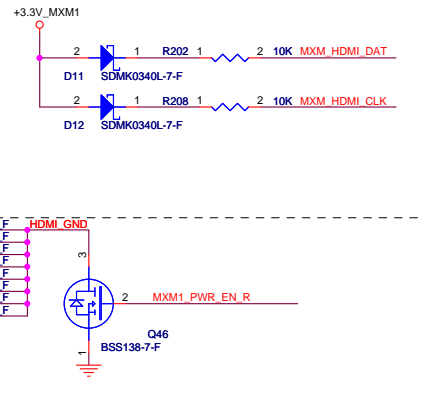 +3.3V_MXM1
2 1 R202 1 2 10K MXM_HDMI_DAT
D11 SDMK0340L-7-F
2 1 R208 1 2 10K MXM_HDMI_CLK
D12 SDMK0340L-7-F
F HDMI_GND
F
F
F
F
F
F
F
3
2 MXM1_PWR_EN_R
Q46
1 BSS138-7-F